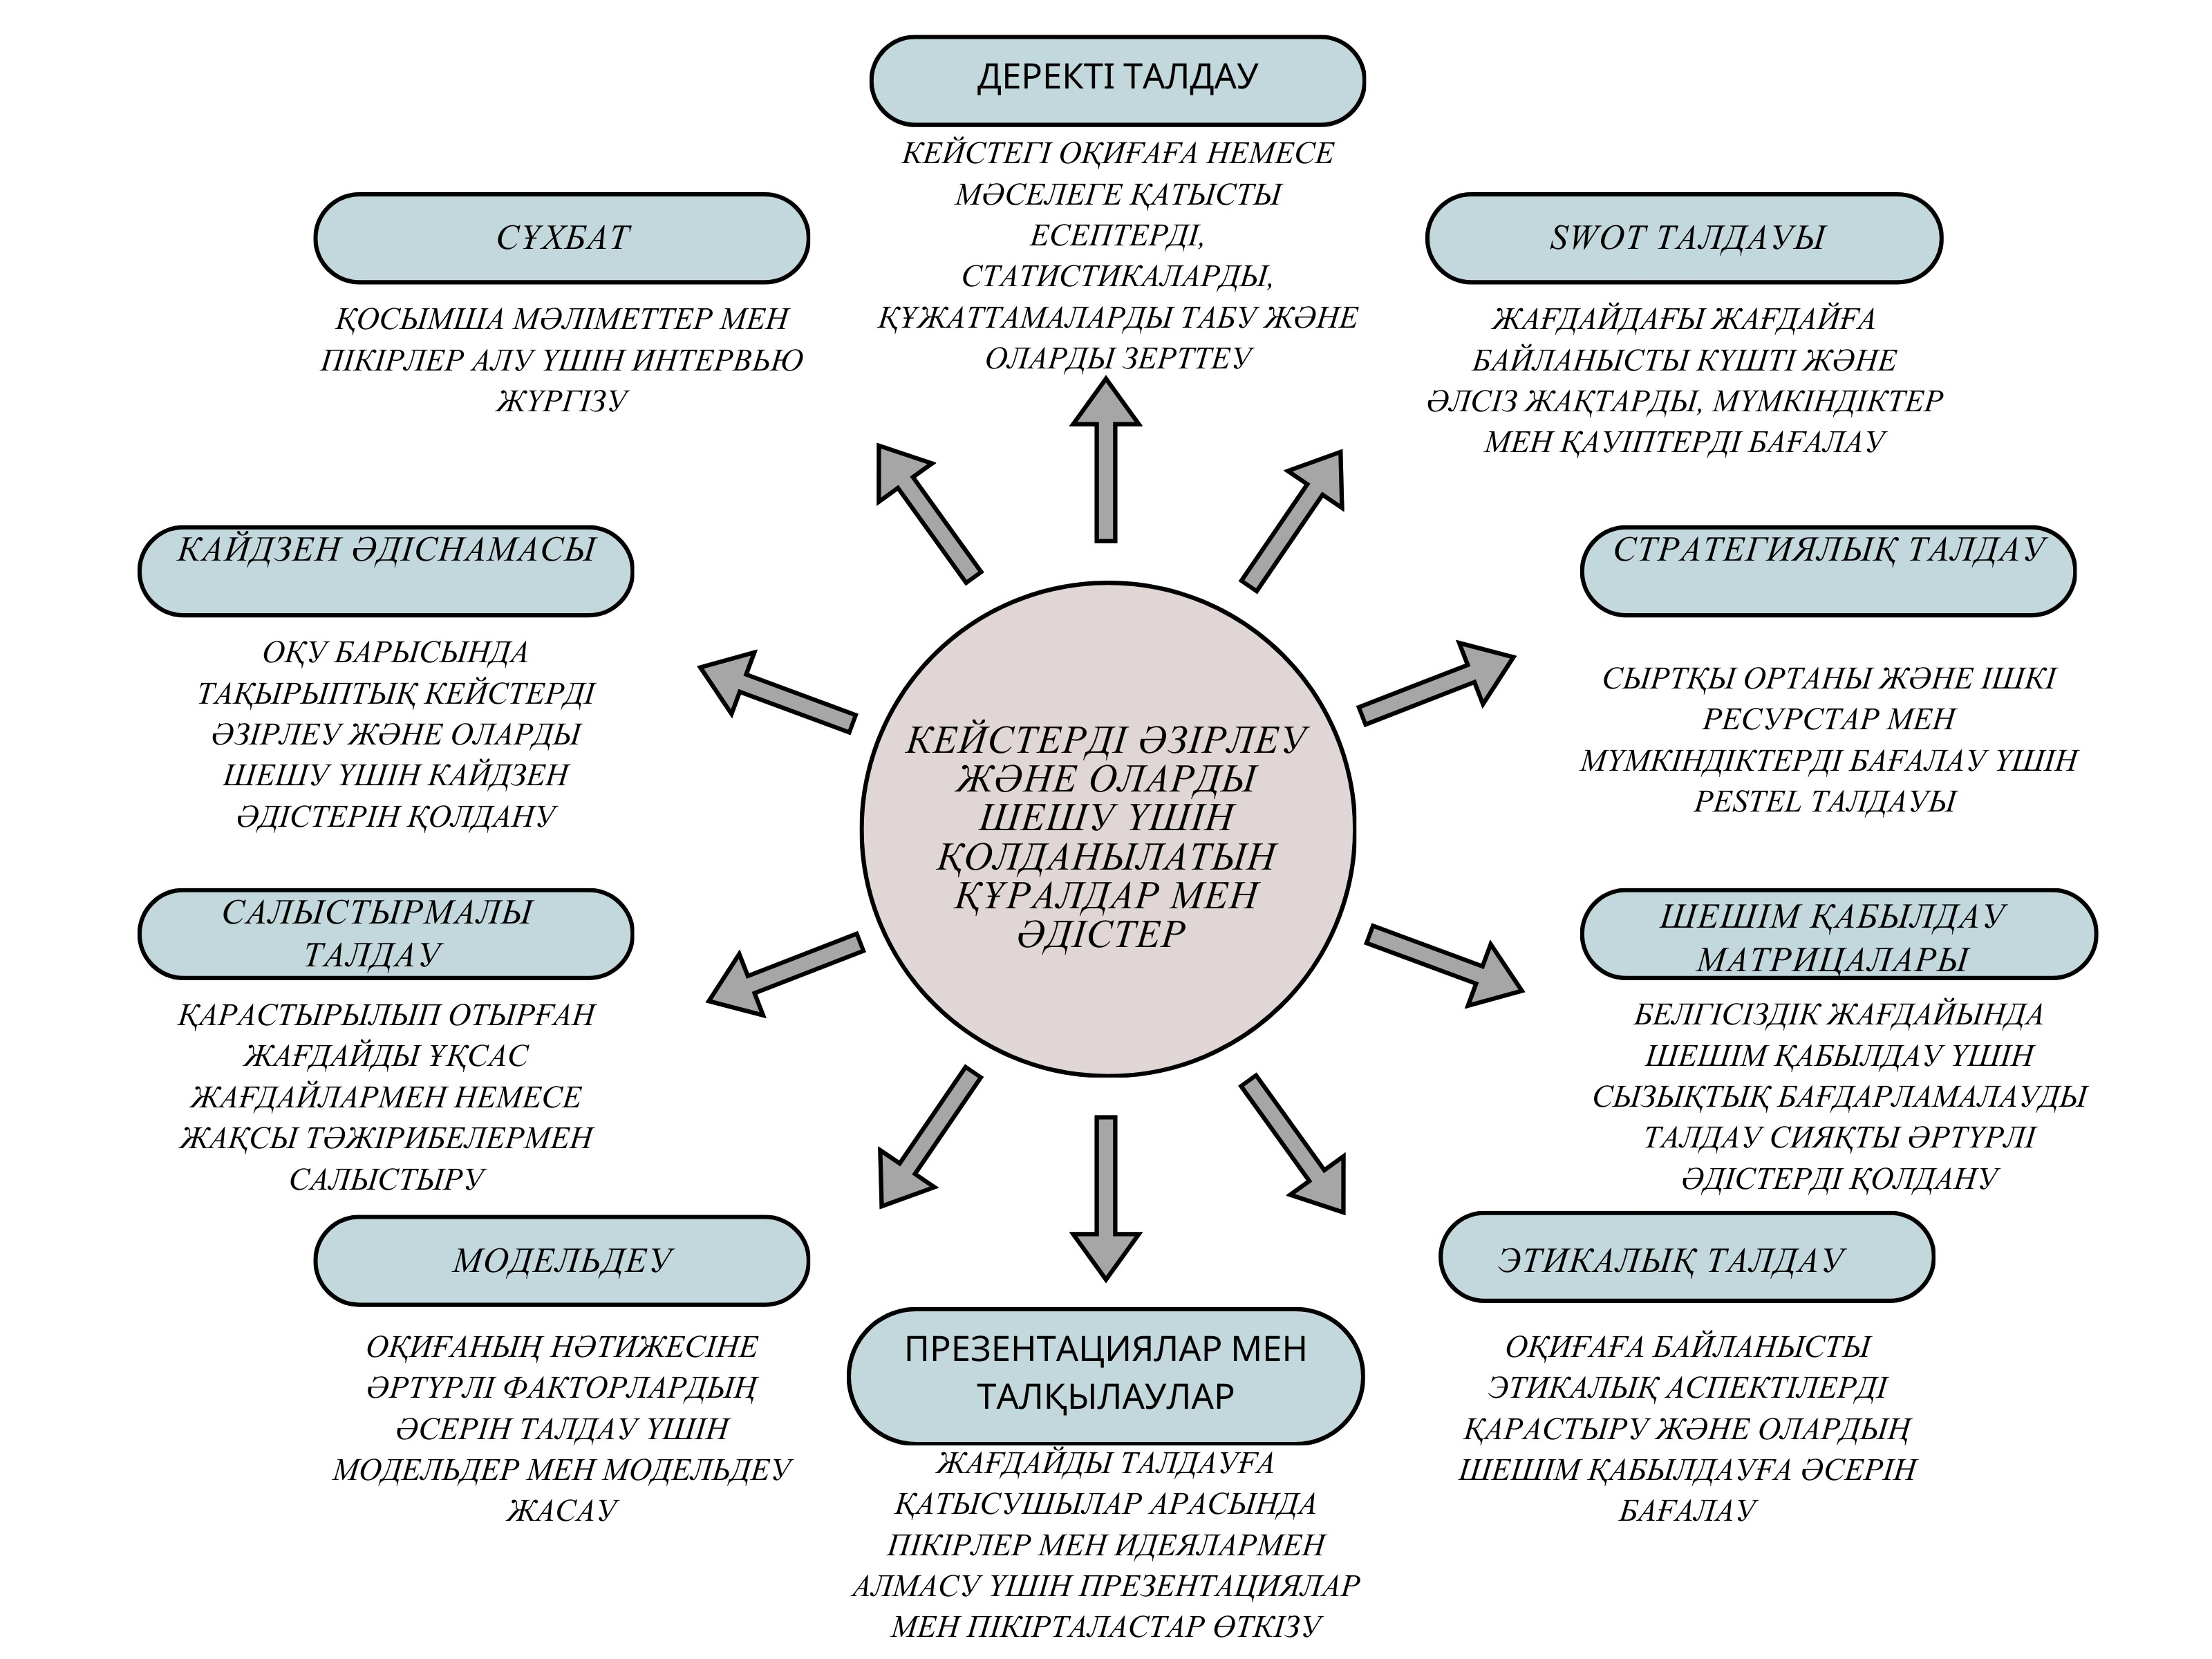 ДЕРЕКТІ ТАЛДАУ
КЕЙСТЕГІ ОҚИҒАҒА НЕМЕСЕ
МӘСЕЛЕГЕ ҚАТЫСТЫ
ЕСЕПТЕРДІ,
СТАТИСТИКАЛАРДЫ,
ҚҰЖАТТАМАЛАРДЫ ТАБУ ЖӘНЕ
ОЛАРДЫ ЗЕРТТЕУ
СҰХБАТ
ҚОСЫМША МӘЛІМЕТТЕР МЕН
ПІКІРЛЕР АЛУ ҮШІН ИНТЕРВЬЮ
ЖҮРГІЗУ
SWOT ТАЛДАУЫ
ЖАҒДАЙДАҒЫ ЖАҒДАЙҒА
БАЙЛАНЫСТЫ КҮШТІ ЖӘНЕ
ӘЛСІЗ ЖАҚТАРДЫ, МҮМКІНДІКТЕР
МЕН ҚАУІПТЕРДІ БАҒАЛАУ
КАЙДЗЕН ӘДІСНАМАСЫ
ОҚУ БАРЫСЫНДА
ТАҚЫРЫПТЫҚ КЕЙСТЕРДІ
ӘЗІРЛЕУ ЖӘНЕ ОЛАРДЫ
ШЕШУ ҮШІН КАЙДЗЕН
ӘДІСТЕРІН ҚОЛДАНУ
СТРАТЕГИЯЛЫҚ ТАЛДАУ
СЫРТҚЫ ОРТАНЫ ЖӘНЕ ІШКІ
РЕСУРСТАР МЕН
МҮМКІНДІКТЕРДІ БАҒАЛАУ ҮШІН
PESTEL ТАЛДАУЫ
КЕЙСТЕРДІ ӘЗІРЛЕУ
ЖӘНЕ ОЛАРДЫ
ШЕШУ ҮШІН
ҚОЛДАНЫЛАТЫН
ҚҰРАЛДАР МЕН
ӘДІСТЕР
САЛЫСТЫРМАЛЫ
ТАЛДАУ
ҚАРАСТЫРЫЛЫП ОТЫРҒАН
ЖАҒДАЙДЫ ҰҚСАС
ЖАҒДАЙЛАРМЕН НЕМЕСЕ
ЖАҚСЫ ТӘЖІРИБЕЛЕРМЕН
САЛЫСТЫРУ
ШЕШІМ ҚАБЫЛДАУ
МАТРИЦАЛАРЫ
БЕЛГІСІЗДІК ЖАҒДАЙЫНДА
ШЕШІМ ҚАБЫЛДАУ ҮШІН
СЫЗЫҚТЫҚ БАҒДАРЛАМАЛАУДЫ
ТАЛДАУ СИЯҚТЫ ӘРТҮРЛІ
ӘДІСТЕРДІ ҚОЛДАНУ
МОДЕЛЬДЕУ
ОҚИҒАНЫҢ НӘТИЖЕСІНЕ
ӘРТҮРЛІ ФАКТОРЛАРДЫҢ
ӘСЕРІН ТАЛДАУ ҮШІН
МОДЕЛЬДЕР МЕН МОДЕЛЬДЕУ
ЖАСАУ
ПРЕЗЕНТАЦИЯЛАР МЕН
ТАЛҚЫЛАУЛАР
ЖАҒДАЙДЫ ТАЛДАУҒА
ҚАТЫСУШЫЛАР АРАСЫНДА
ПІКІРЛЕР МЕН ИДЕЯЛАРМЕН
АЛМАСУ ҮШІН ПРЕЗЕНТАЦИЯЛАР
МЕН ПІКІРТАЛАСТАР ӨТКІЗУ
ЭТИКАЛЫҚ ТАЛДАУ
ОҚИҒАҒА БАЙЛАНЫСТЫ
ЭТИКАЛЫҚ АСПЕКТІЛЕРДІ
ҚАРАСТЫРУ ЖӘНЕ ОЛАРДЫҢ
ШЕШІМ ҚАБЫЛДАУҒА ӘСЕРІН
БАҒАЛАУ